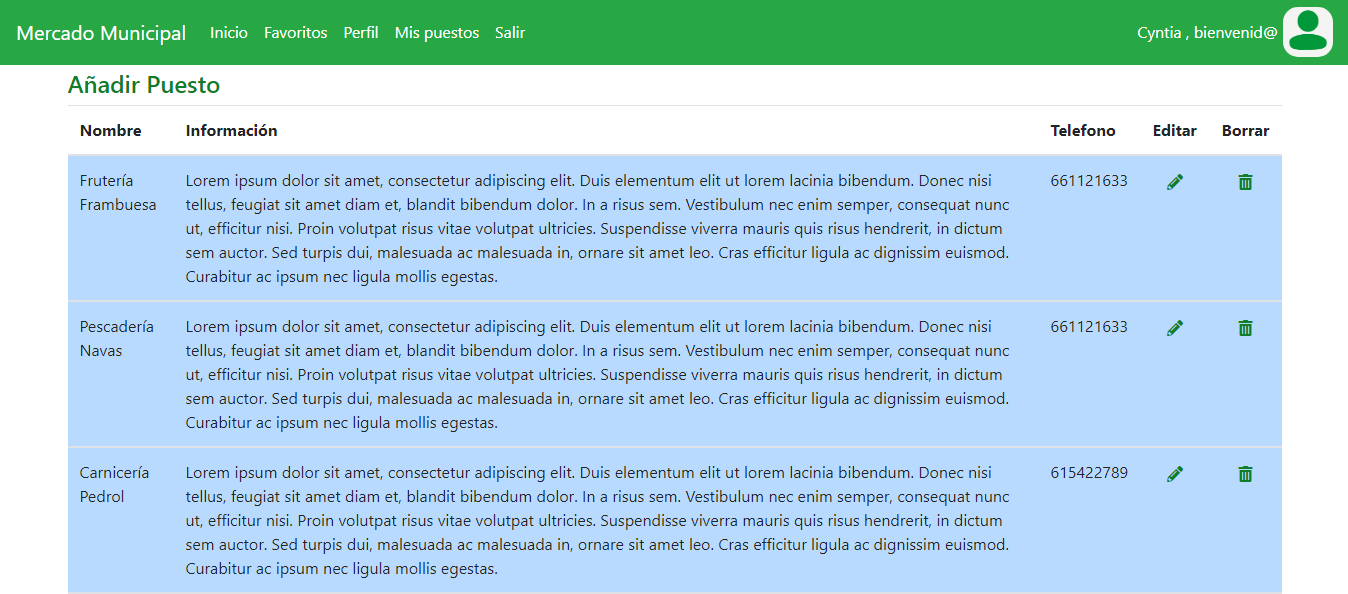 Mercado Municipal Inicio Favoritos Perfil Mis puestos Salir Cyntia , bienvenid@
Añadir Puesto
Nombre Información Telefono Editar Borrar
Frutería Lorem ipsum dolor sit amet, consectetur adipiscing elit. Duis elementum elit ut lorem lacinia bibendum. Donec nisi 661121633
Frambuesa tellus, feugiat sit amet diam et, blandit bibendum dolor. In a risus sem. Vestibulum nec enim semper, consequat nunc
ut, efficitur nisi. Proin volutpat risus vitae volutpat ultricies. Suspendisse viverra mauris quis risus hendrerit, in dictum
sem auctor. Sed turpis dui, malesuada ac malesuada in, ornare sit amet leo. Cras efficitur ligula ac dignissim euismod.
Curabitur ac ipsum nec ligula mollis egestas.
Pescadería Lorem ipsum dolor sit amet, consectetur adipiscing elit. Duis elementum elit ut lorem lacinia bibendum. Donec nisi 661121633
Navas tellus, feugiat sit amet diam et, blandit bibendum dolor. In a risus sem. Vestibulum nec enim semper, consequat nunc
ut, efficitur nisi. Proin volutpat risus vitae volutpat ultricies. Suspendisse viverra mauris quis risus hendrerit, in dictum
sem auctor. Sed turpis dui, malesuada ac malesuada in, ornare sit amet leo. Cras efficitur ligula ac dignissim euismod.
Curabitur ac ipsum nec ligula mollis egestas.
Carnicería Lorem ipsum dolor sit amet, consectetur adipiscing elit. Duis elementum elit ut lorem lacinia bibendum. Donec nisi 615422789
Pedrol tellus, feugiat sit amet diam et, blandit bibendum dolor. In a risus sem. Vestibulum nec enim semper, consequat nunc
ut, efficitur nisi. Proin volutpat risus vitae volutpat ultricies. Suspendisse viverra mauris quis risus hendrerit, in dictum
sem auctor. Sed turpis dui, malesuada ac malesuada in, ornare sit amet leo. Cras efficitur ligula ac dignissim euismod.
Curabitur ac ipsum nec ligula mollis egestas.